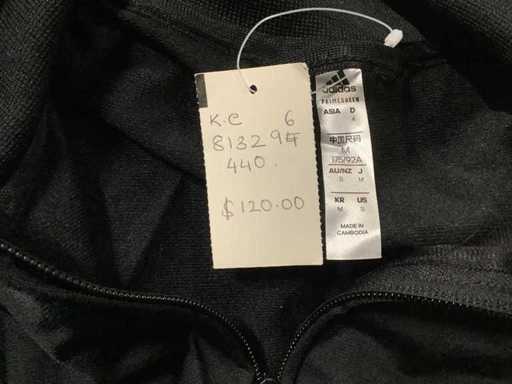 K.C 6
813294
440.
$120.00
adidas
PRIMEGREEN
ASIA D
4
中国尺码
M
175/92A
AU/NZ J
S M
KR US
M S
MADE IN
CAMBODIA